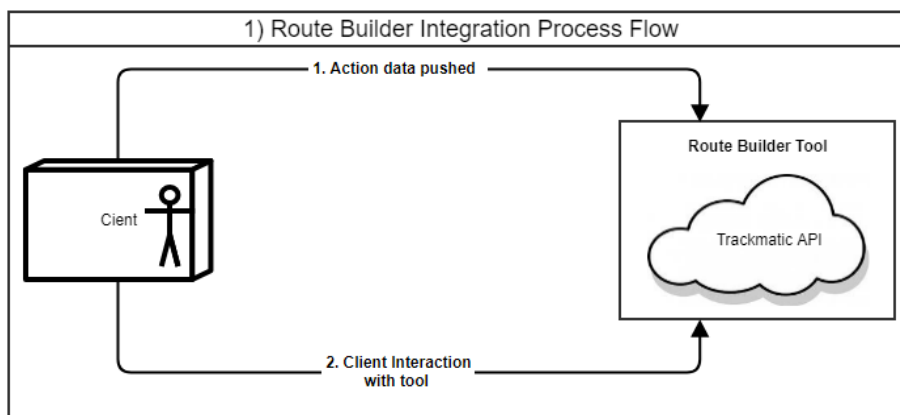 1) Route Builder Integration Process Flow
1. Action data pushed
Route Builder Tool
Cient
Trackmatic API
2. Client Interaction
with tool